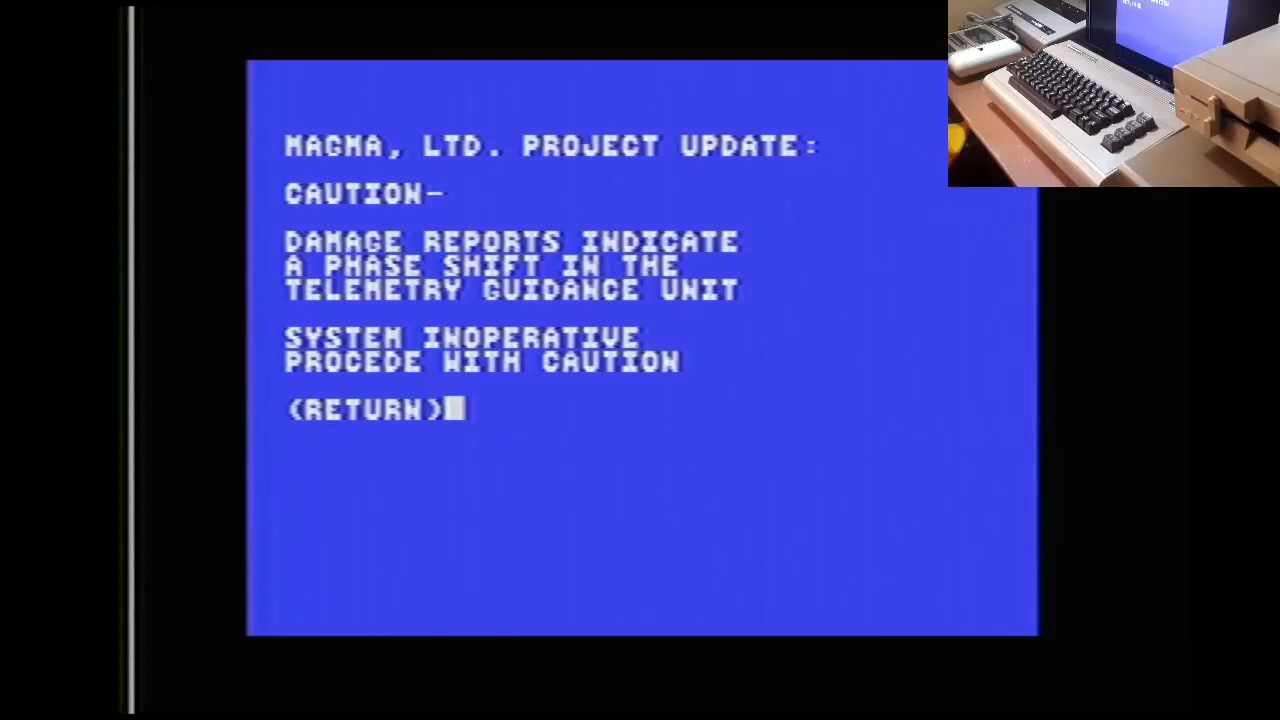 MAGMA, LTD. PROJECT UPDATE:
CAUTION-
DAMAGE REPORTS INDICATE
A PHASE SHIFT IN THE
TELEMETRY GUIDANCE UNIT
SYSTEM INOPERATIVE
PROCEDE WITH CAUTION
(RETURN)